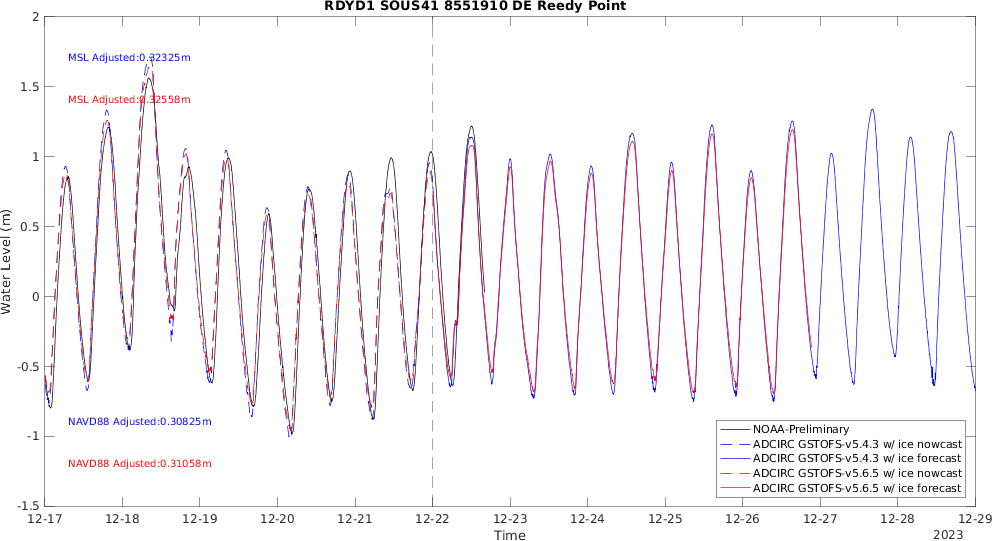 RDYD1 SOUS41 8551910 DE Reedy Point
2
1.5
1
0.5
0
-0.5
-1
-1.5
Water Level (m)
MSL Adjusted:0.32325m
MSL Adjusted:0.32558m
NAVD88 Adjusted:0.30825m
NAVD88 Adjusted:0.31058m
NOAA-Preliminary
ADCIRC GSTOFS-v5.4.3 w/ ice nowcast
ADCIRC GSTOFS-v5.4.3 w/ ice forecast
ADCIRC GSTOFS-v5.6.5 w/ ice nowcast
ADCIRC GSTOFS-v5.6.5 w/ ice forecast
12-17 12-18 12-19 12-20 12-21 12-22 12-23 12-24 12-25 12-26 12-27 12-28 12-29
Time
2023